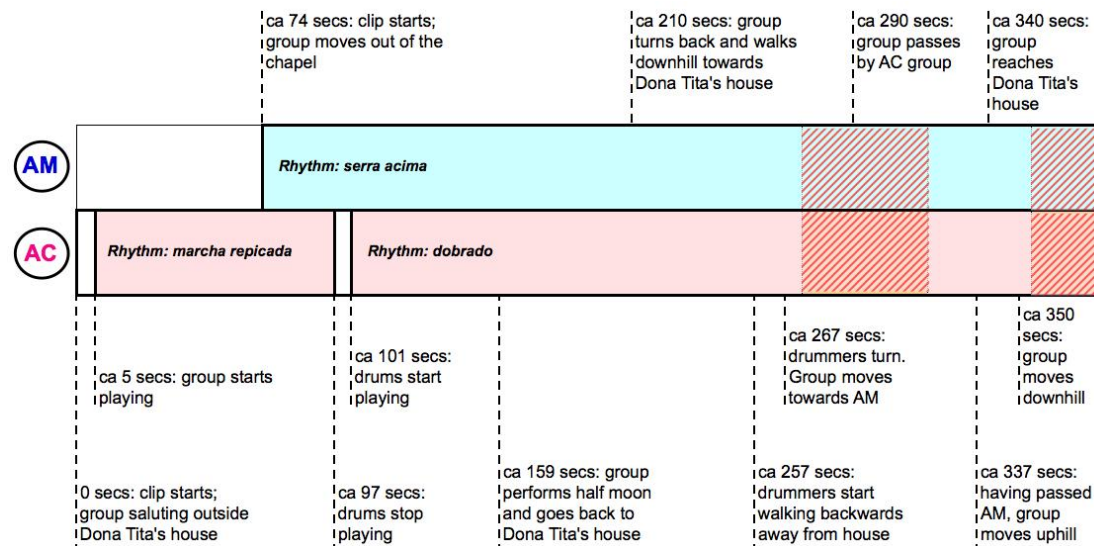 ca 74 secs: clip starts;
group moves out of the
chapel
ca 210 secs: group
turns back and walks
downhill towards
Dona Tita's house
ca 290 secs:
group passes
by AC group
ca 340 secs:
group
reaches
Dona Tita's
house
AM
Rhythm: serra acima
AC
Rhythm: marcha repicada
Rhythm: dobrado
ca 5 secs: group starts
playing
ca 101 secs:
drums start
playing
ca 267 secs:
drummers turn.
Group moves
towards AM
ca 350
secs:
group
moves
downhill
0 secs: clip starts;
group saluting outside
Dona Tita's house
ca 97 secs:
drums stop
playing
ca 159 secs: group
performs half moon
and goes back to
Dona Tita's house
ca 257 secs:
drummers start
walking backwards
away from house
ca 337 secs:
having passed
AM, group
moves uphill